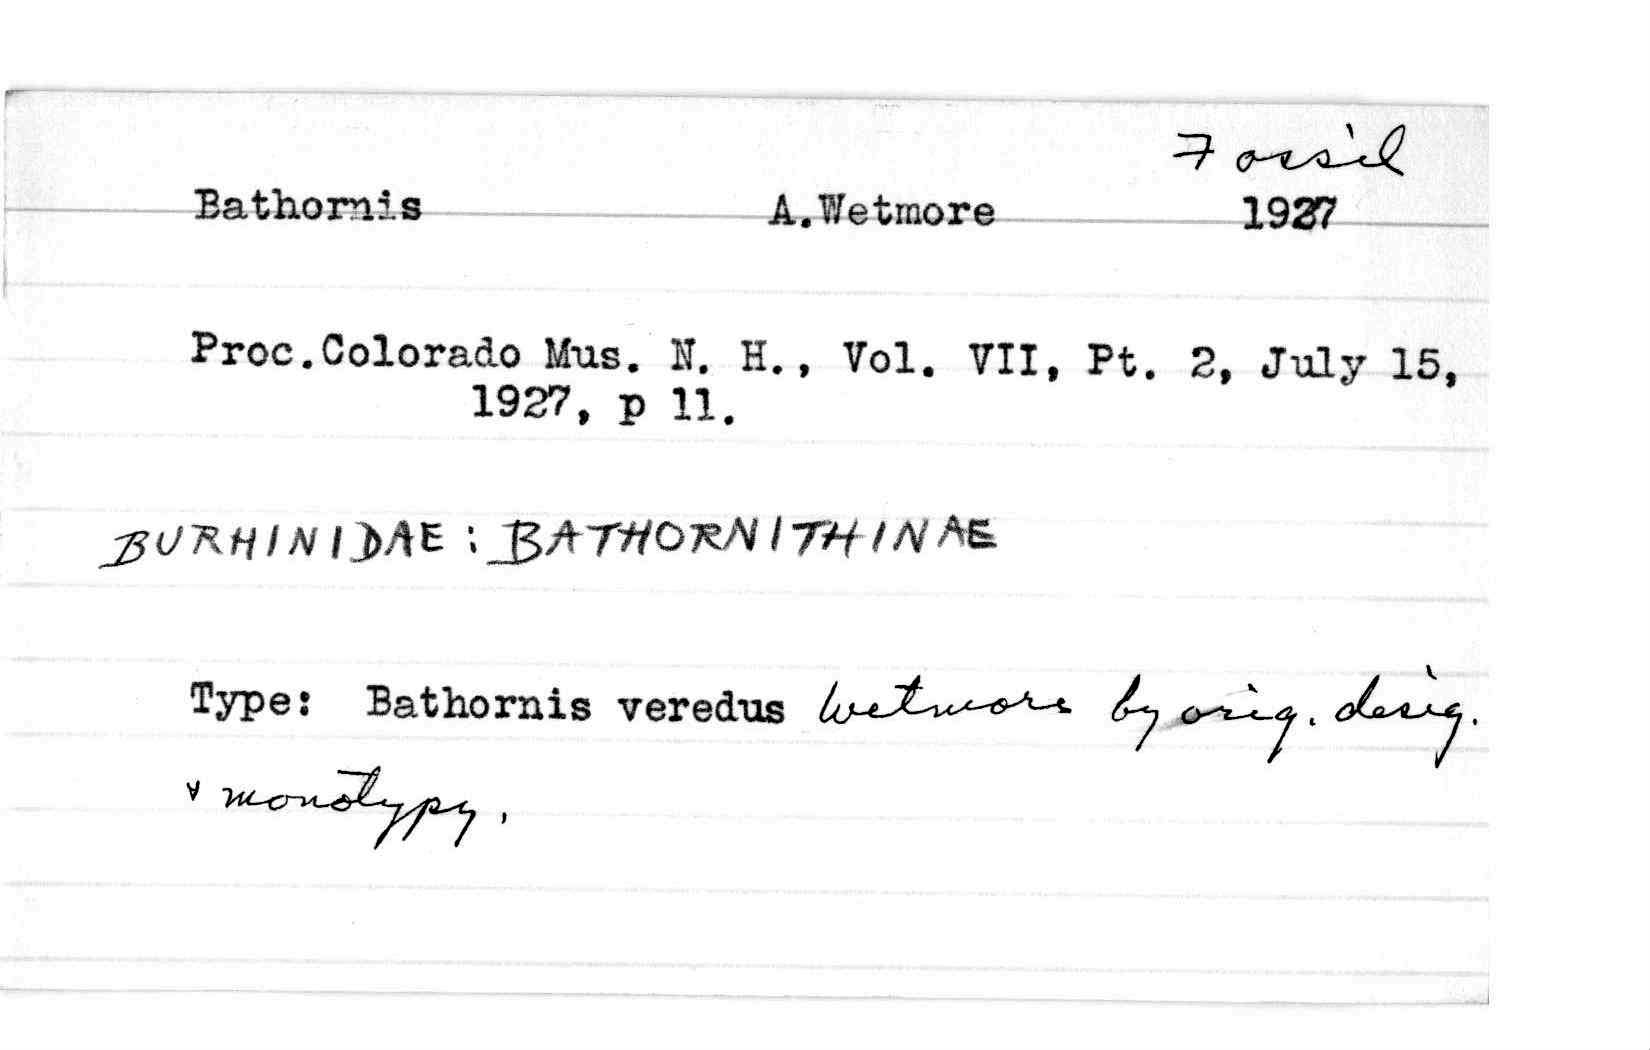 Fossil
Bathornis A.Wetmore 1927
Proc.Colorado Mus. N. H., Vol. VII, Pt. 2, July 15,
1927, p 11.
BURHINIDAE: BATHORNITHINAE
Type: Bathornis veredus Wetmore by orig. desig.
& monotypy.